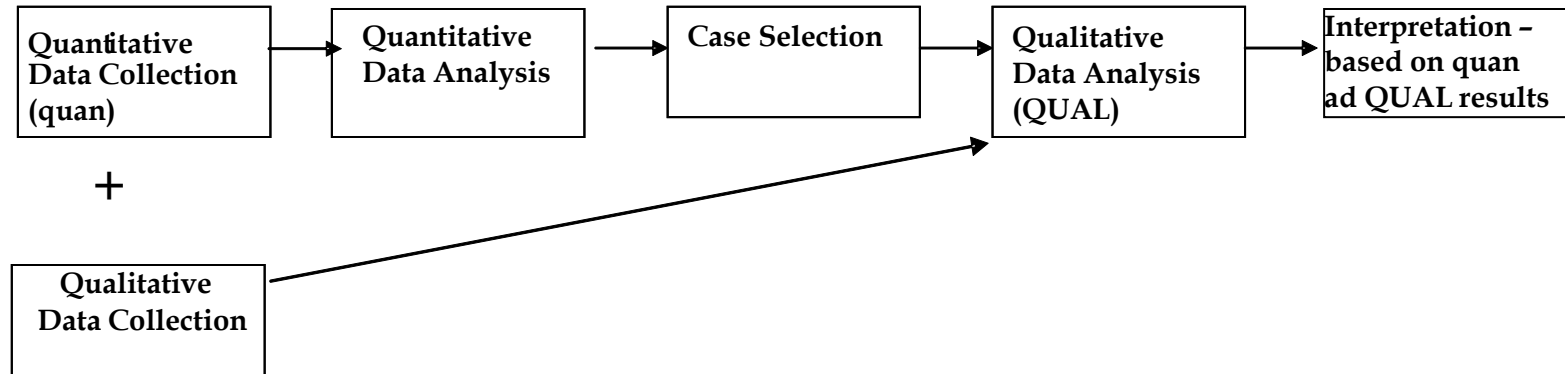 Quantitative
Data Collection
(quan)
Quantitative
Data Analysis
Case Selection
Qualitative
Data Analysis
(QUAL)
Interpretation –
based on quan
ad QUAL results
+
Qualitative
Data Collection